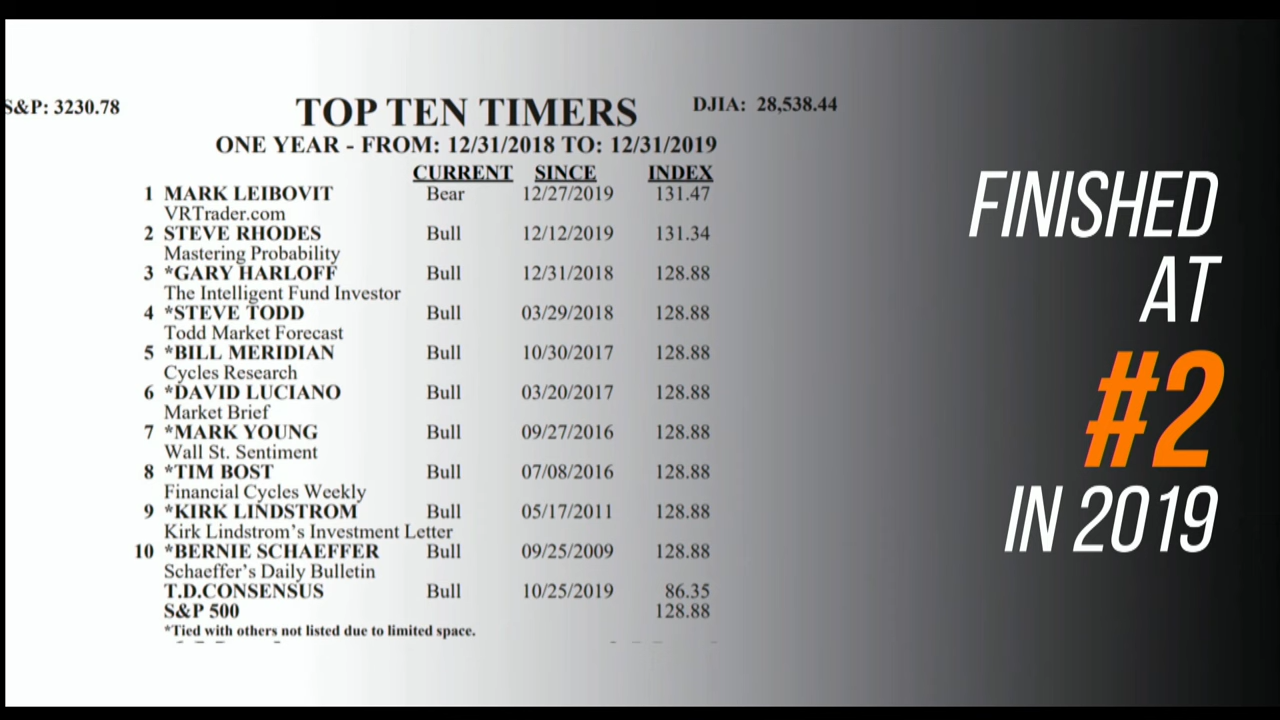 S&P: 3230.78
TOP TEN TIMERS
DJIA: 28,538.44
ONE YEAR - FROM: 12/31/2018 TO: 12/31/2019
CURRENT SINCE INDEX
1 MARK LEIBOVIT Bear 12/27/2019 131.47
VRTrader.com
2 STEVE RHODES Bull 12/12/2019 131.34
Mastering Probability
3 *GARY HARLOFF Bull 12/31/2018 128.88
The Intelligent Fund Investor
4 *STEVE TODD Bull 03/29/2018 128.88
Todd Market Forecast
5 *BILL MERIDIAN Bull 10/30/2017 128.88
Cycles Research
6 *DAVID LUCIANO Bull 03/20/2017 128.88
Market Brief
7 *MARK YOUNG Bull 09/27/2016 128.88
Wall St. Sentiment
8 *TIM BOST Bull 07/08/2016 128.88
Financial Cycles Weekly
9 *KIRK LINDSTROM Bull 05/17/2011 128.88
Kirk Lindstrom's Investment Letter
10 *BERNIE SCHAEFFER Bull 09/25/2009 128.88
Schaeffer's Daily Bulletin
T.D.CONSENSUS Bull 10/25/2019 86.35
S&P 500 128.88
*Tied with others not listed due to limited space.
FINISHED
AT
#2
IN 2019